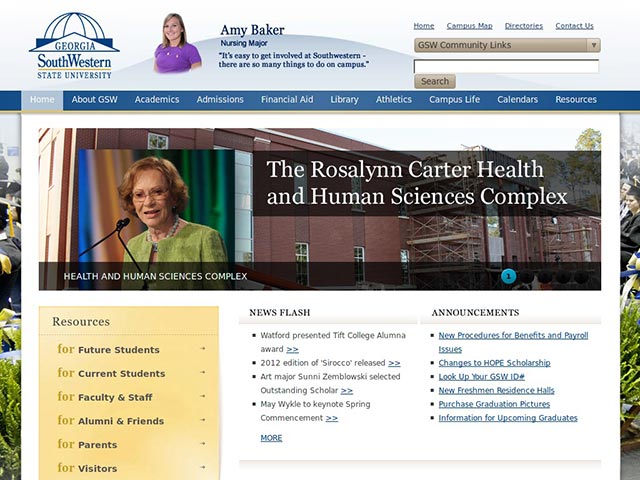 GEORGIA
SOUTHWESTERN
STATE UNIVERSITY
Amy Baker
Nursing Major
"It's easy to get involved at Southwestern -
there are so many things to do on campus."
Home Campus Map Directories Contact Us
GSW Community Links
Search
Home About GSW Academics Admissions Financial Aid Library Athletics Campus Life Calendars Resources
The Rosalynn Carter Health
and Human Sciences Complex
HEALTH AND HUMAN SCIENCES COMPLEX
1
Resources
for Future Students
for Current Students
for Faculty & Staff
for Alumni & Friends
for Parents
for Visitors
NEWS FLASH
Watford presented Tift College Alumna
award >>
2012 edition of 'Sirocco' released >>
Art major Sunni Zemblowski selected
Outstanding Scholar >>
May Wykle to keynote Spring
Commencement >>
MORE
ANNOUNCEMENTS
New Procedures for Benefits and Payroll
Issues
Changes to HOPE Scholarship
Look Up Your GSW ID#
New Freshmen Residence Halls
Purchase Graduation Pictures
Information for Upcoming Graduates